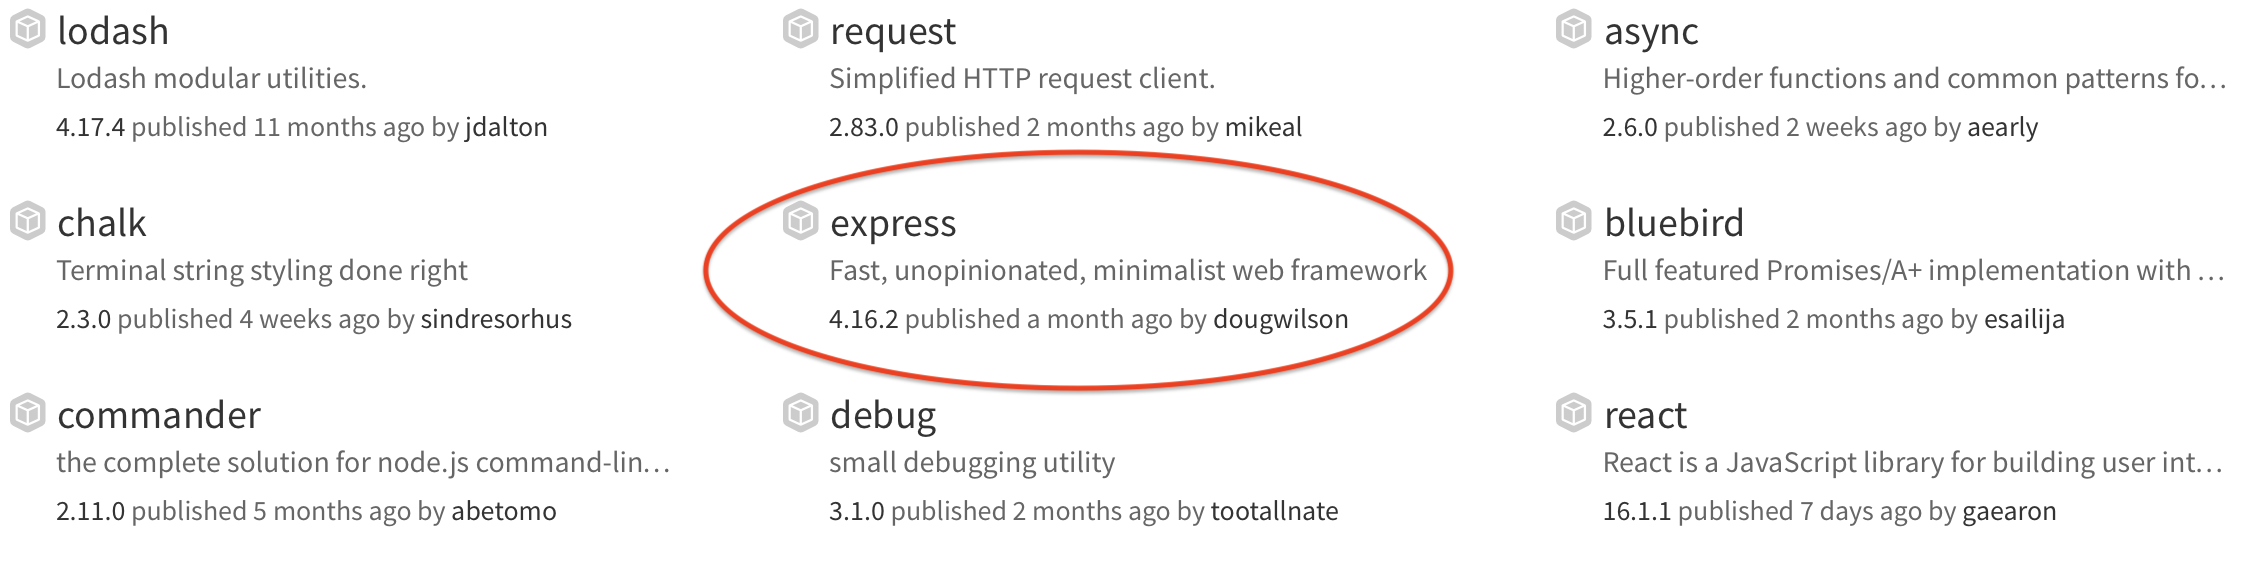 lodash
Lodash modular utilities.
4.17.4 published 11 months ago by jdalton
request
Simplified HTTP request client.
2.83.0 published 2 months ago by mikeal
async
Higher-order functions and common patterns fo…
2.6.0 published 2 weeks ago by aearly
chalk
Terminal string styling done right
2.3.0 published 4 weeks ago by sindresorhus
express
Fast, unopinionated, minimalist web framework
4.16.2 published a month ago by dougwilson
bluebird
Full featured Promises/A+ implementation with …
3.5.1 published 2 months ago by esailija
commander
the complete solution for node.js command-lin…
2.11.0 published 5 months ago by abetomo
debug
small debugging utility
3.1.0 published 2 months ago by tootallnate
react
React is a JavaScript library for building user int…
16.1.1 published 7 days ago by gaearon